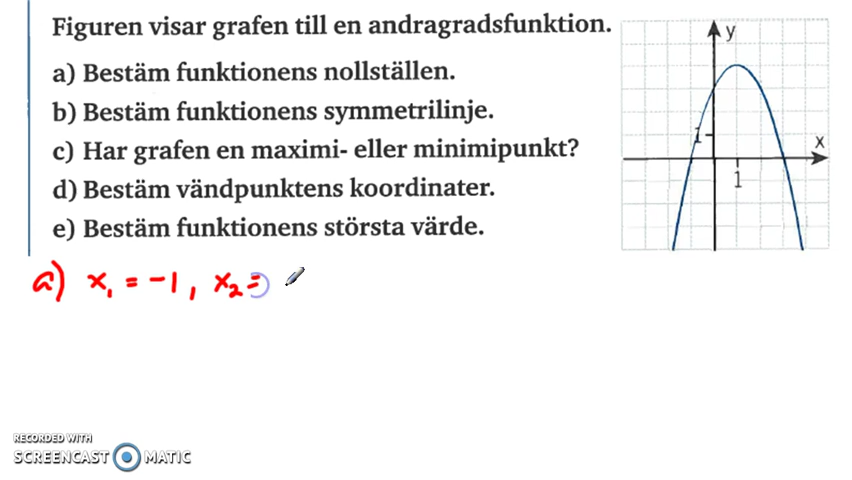 Figuren visar grafen till en andragradsfunktion.
a) Bestäm funktionens nollställen.
b) Bestäm funktionens symmetrilinje.
c) Har grafen en maximi- eller minimipunkt?
d) Bestäm vändpunktens koordinater.
e) Bestäm funktionens största värde.
y
1
x
1
a) x₁ = -1, x₂ =
RECORDED WITH
SCREENCAST MATIC